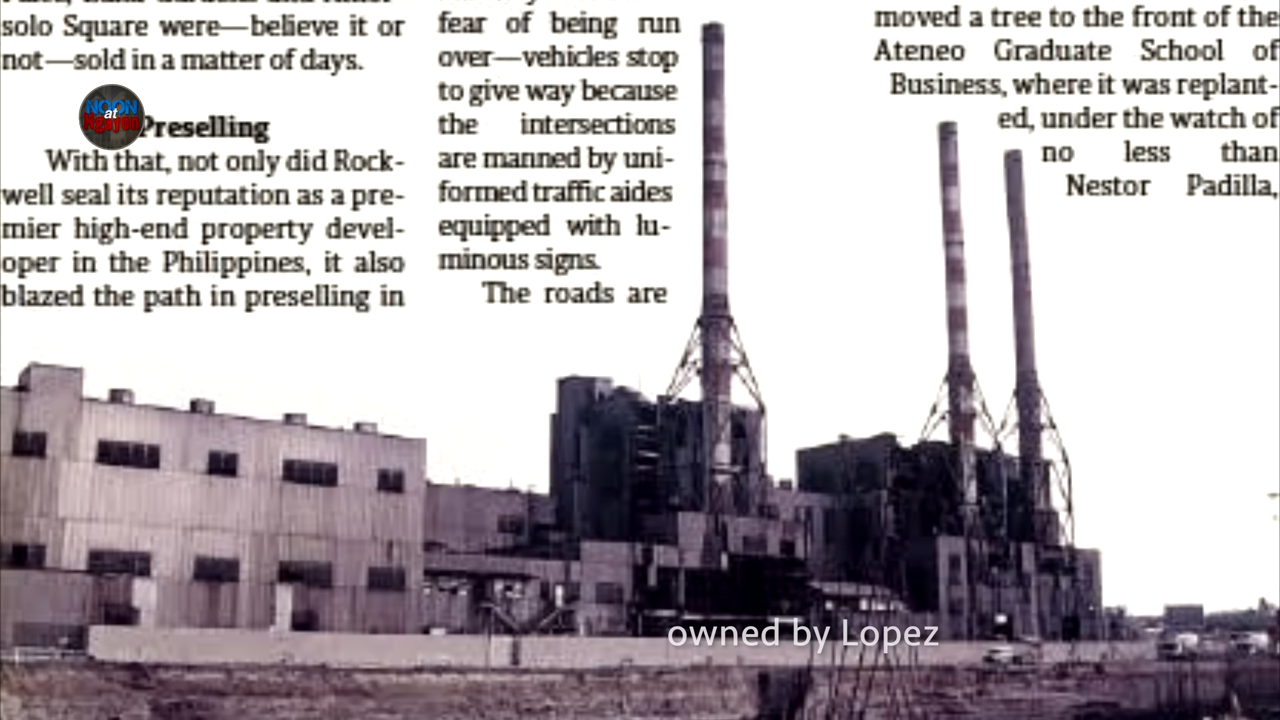 solo Square were—believe it or
not—sold in a matter of days.
NOON
at
Ngayon
Preselling
With that, not only did Rock-
well seal its reputation as a pre-
mier high-end property devel-
oper in the Philippines, it also
blazed the path in preselling in
fear of being run
over—vehicles stop
to give way because
the intersections
are manned by uni-
formed traffic aides
equipped with lu-
minous signs.
The roads are
moved a tree to the front of the
Ateneo Graduate School of
Business, where it was replant-
ed, under the watch of
no less than
Nestor Padilla,
owned by Lopez